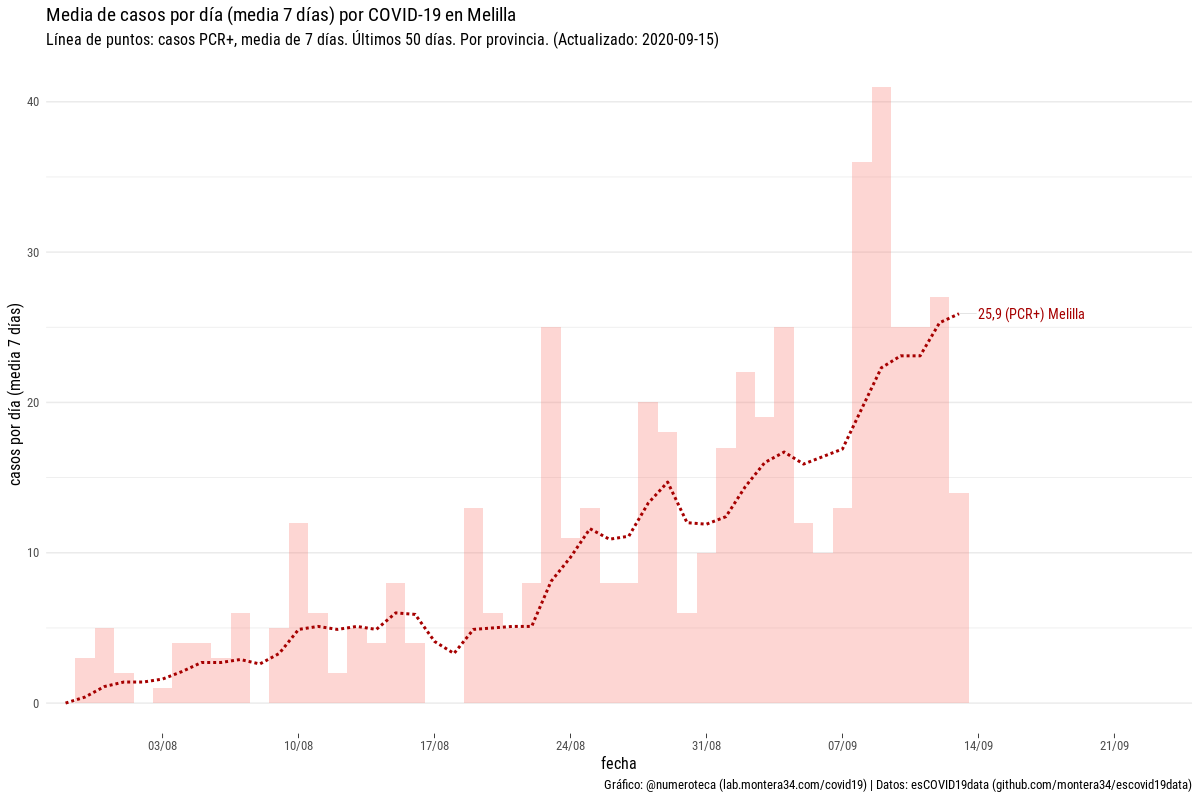 Media de casos por día (media 7 días) por COVID-19 en Melilla
Línea de puntos: casos PCR+, media de 7 días. Últimos 50 días. Por provincia. (Actualizado: 2020-09-15)
casos por día (media 7 días)
40
30
20
10
0
25,9 (PCR+) Melilla
03/08
10/08
17/08
24/08
31/08
07/09
14/09
21/09
fecha
Gráfico: @numeroteca (lab.montera34.com/covid19) | Datos: esCOVID19data (github.com/montera34/escovid19data)